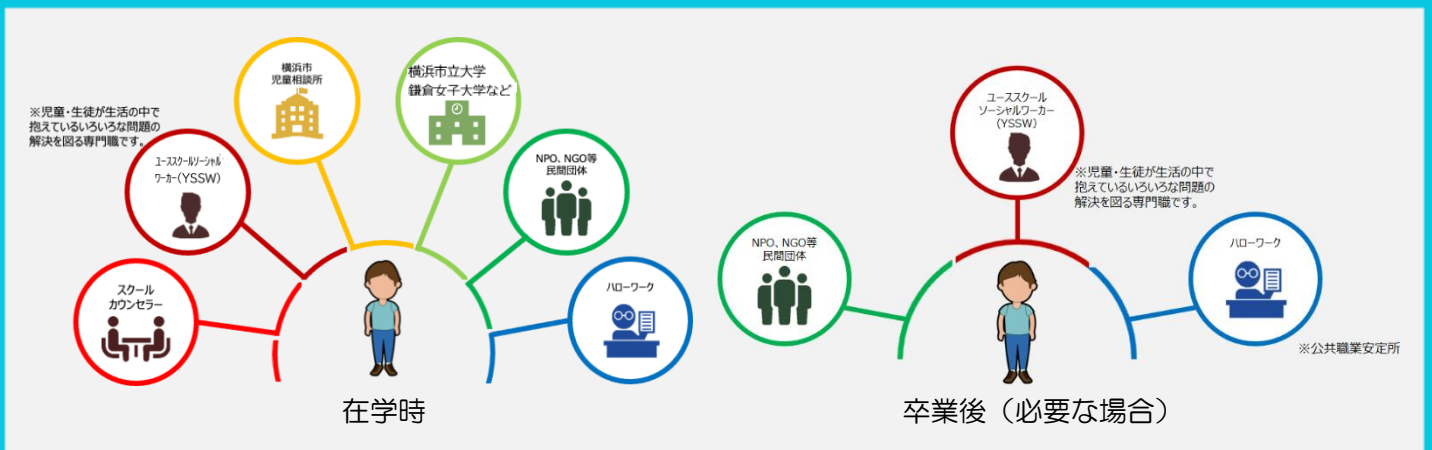 ※児童・生徒が生活の中で
抱えているいろいろな問題の
解決を図る専門職です。
スクール
カウンセラー
ユーススクールソーシャル
ワーカー(YSSW)
横浜市
児童相談所
横浜市立大学
鎌倉女子大学など
NPO、NGO等
民間団体
ハローワーク
在学時
NPO、NGO等
民間団体
ユーススクール
ソーシャルワーカー
(YSSW)
※児童・生徒が生活の中で
抱えているいろいろな問題の
解決を図る専門職です。
ハローワーク
※公共職業安定所
卒業後（必要な場合）